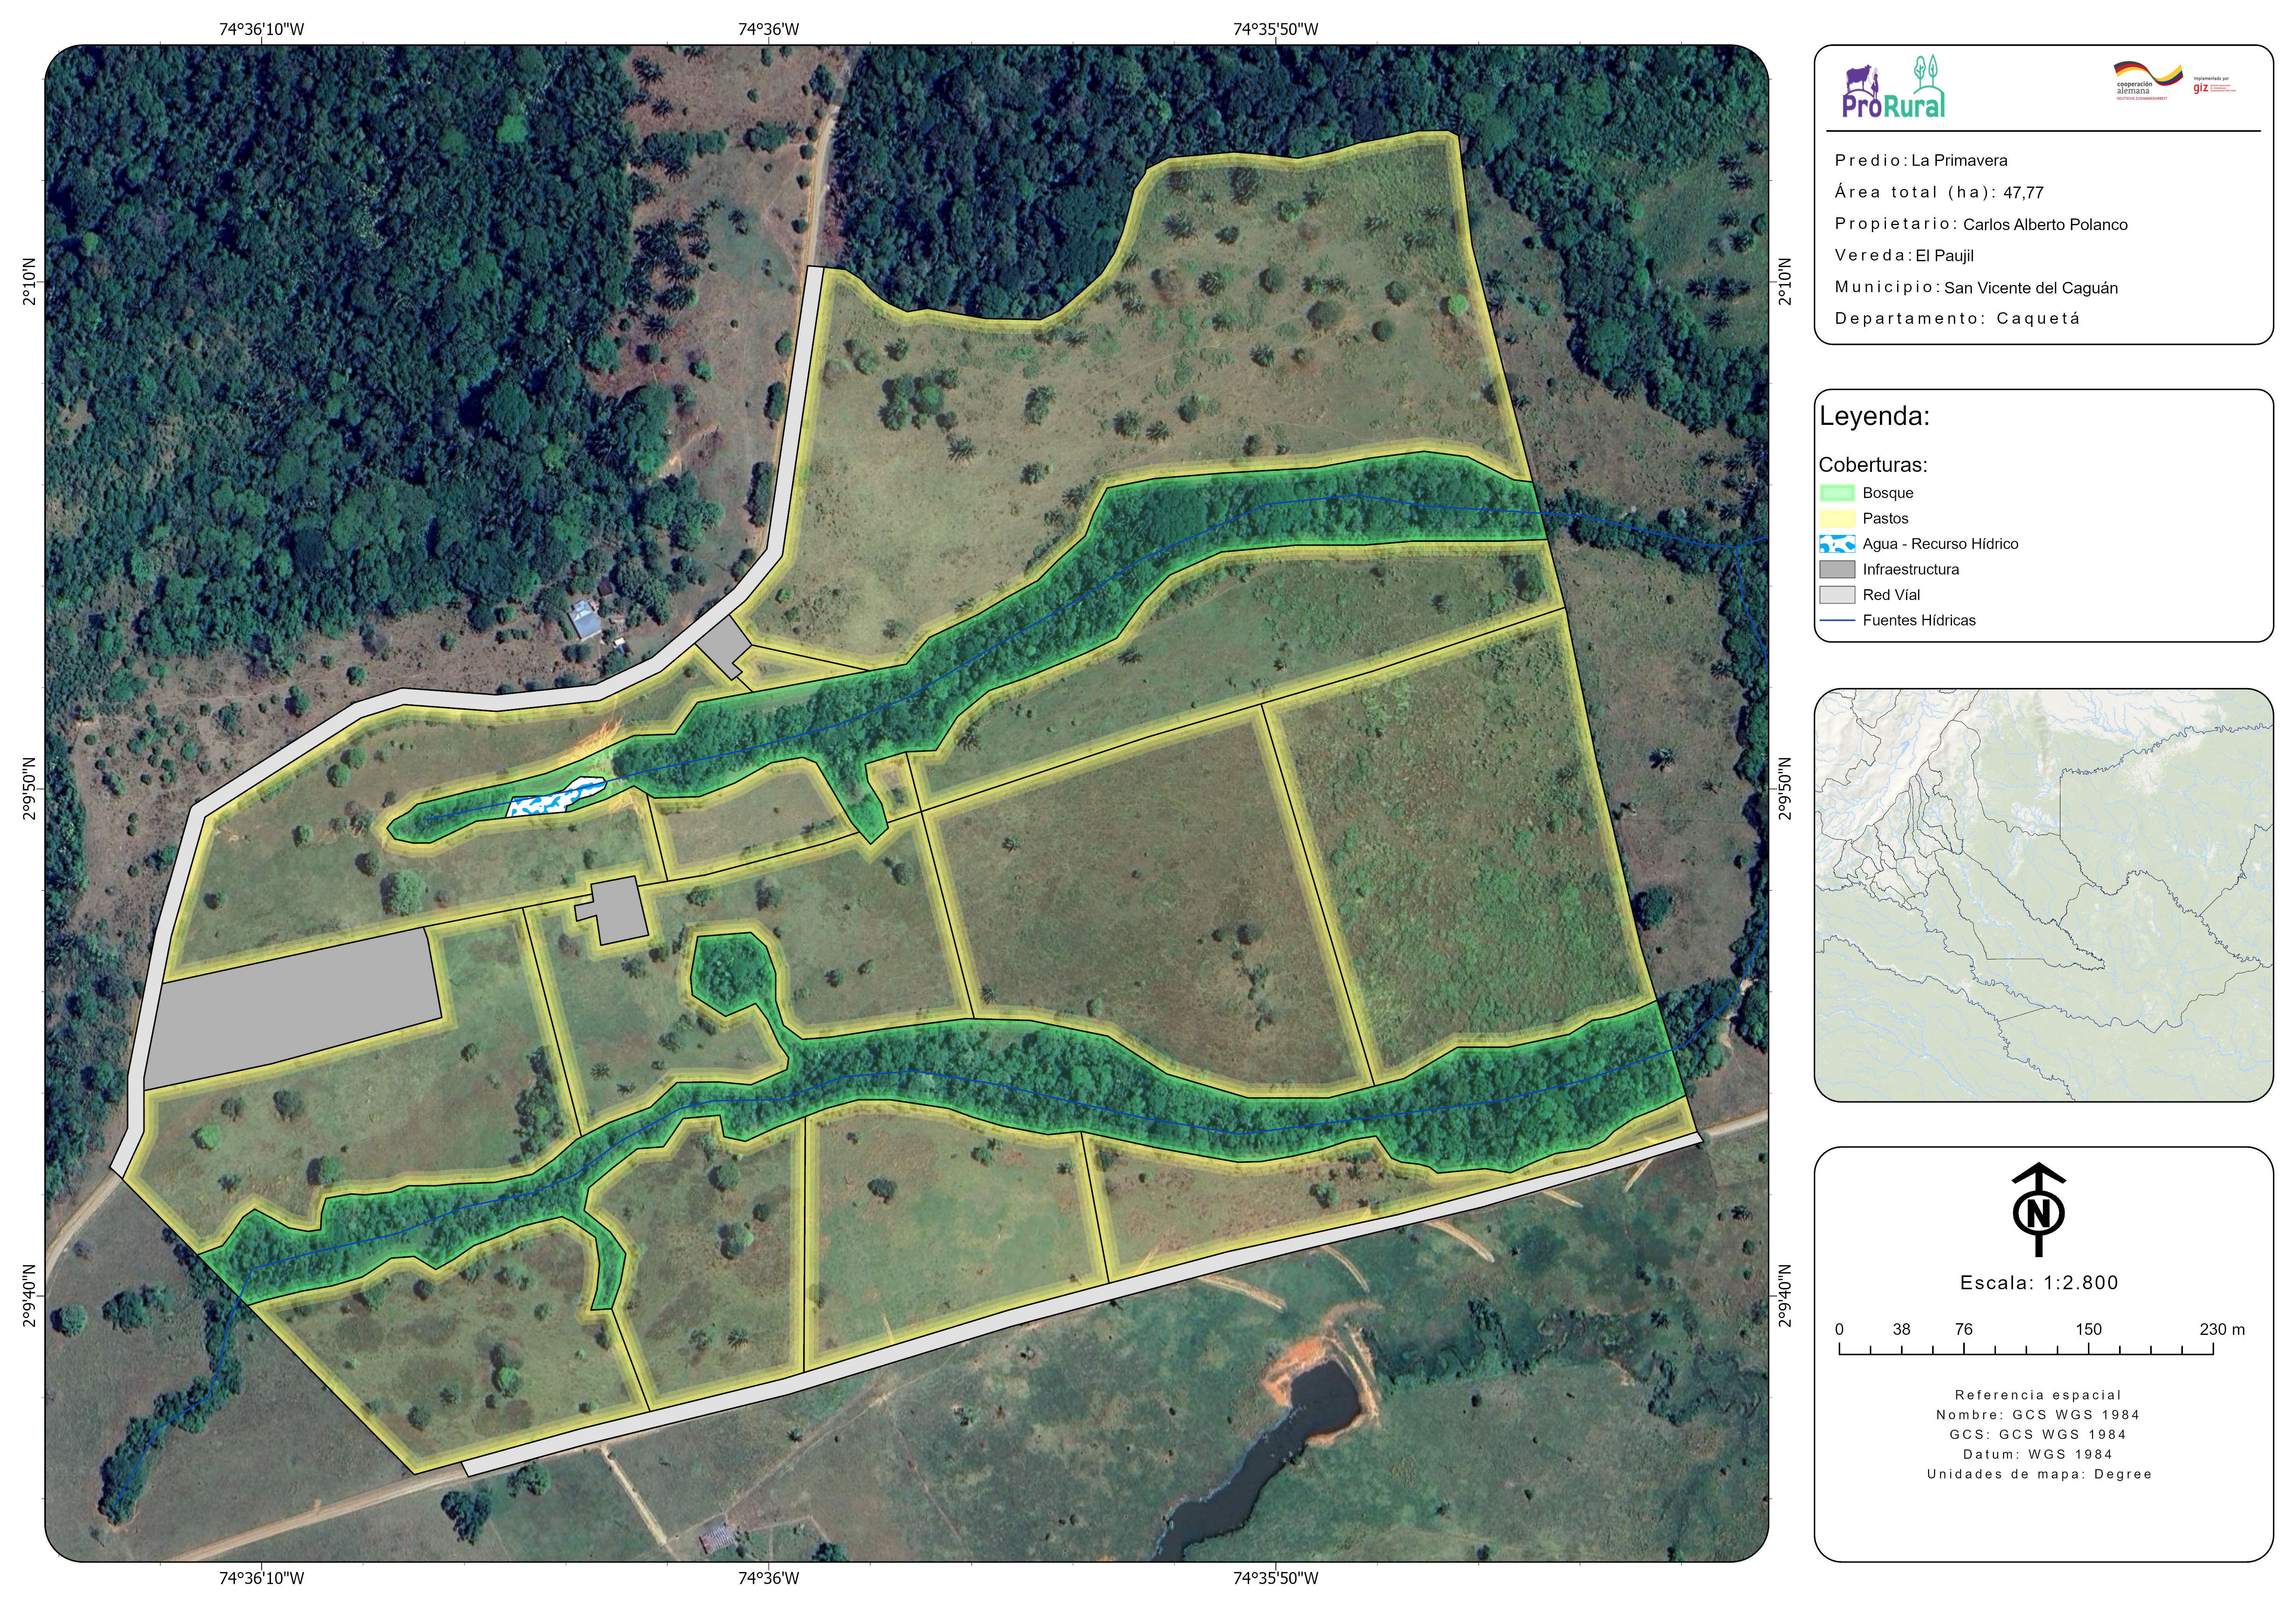 74°36'10"W 74°36'W 74°35'50"W
2°10'N 2°10'N
2°9'50"N 2°9'50"N
2°9'40"N 2°9'40"N
74°36'10"W 74°36'W 74°35'50"W
ProRural
cooperación
alemana
DEUTSCHE ZUSAMMENARBEIT
Implementada por
giz
Predio: La Primavera
Área total (ha): 47,77
Propietario: Carlos Alberto Polanco
Vereda: El Paujil
Municipio: San Vicente del Caguán
Departamento: Caquetá
Leyenda:
Coberturas:
Bosque
Pastos
Agua - Recurso Hídrico
Infraestructura
Red Víal
Fuentes Hídricas
N
Escala: 1:2.800
0 38 76 150 230 m
Referencia espacial
Nombre: GCS WGS 1984
GCS: GCS WGS 1984
Datum: WGS 1984
Unidades de mapa: Degree